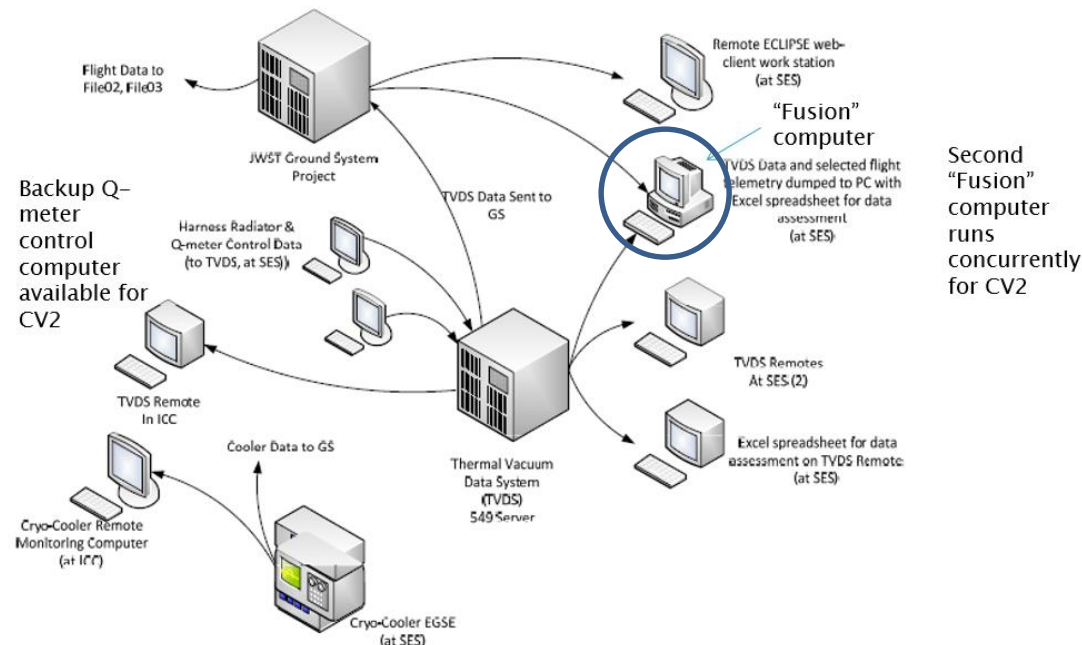 Flight Data to
File02, File03
JWST Ground System
Project
Remote ECLIPSE web-
client work station
(at SES)
“Fusion”
computer
TVDS Data and selected flight
telemetry dumped to PC with
Excel spreadsheet for data
assessment
(at SES)
Second
“Fusion”
computer
runs
concurrently
for CV2
Backup Q-
meter
control
computer
available for
CV2
TVDS Data Sent to
GS
Harness Radiator &
Q-meter Control Data
(to TVDS, at SES))
TVDS Remote
In ICC
TVDS Remotes
At SES (2)
Thermal Vacuum
Data System
(TVDS)
549 Server
Excel spreadsheet for data
assessment on TVDS Remote
(at SES)
Cooler Data to GS
Cryo-Cooler Remote
Monitoring Computer
(at ICC)
Cryo-Cooler EGSE
(at SES)